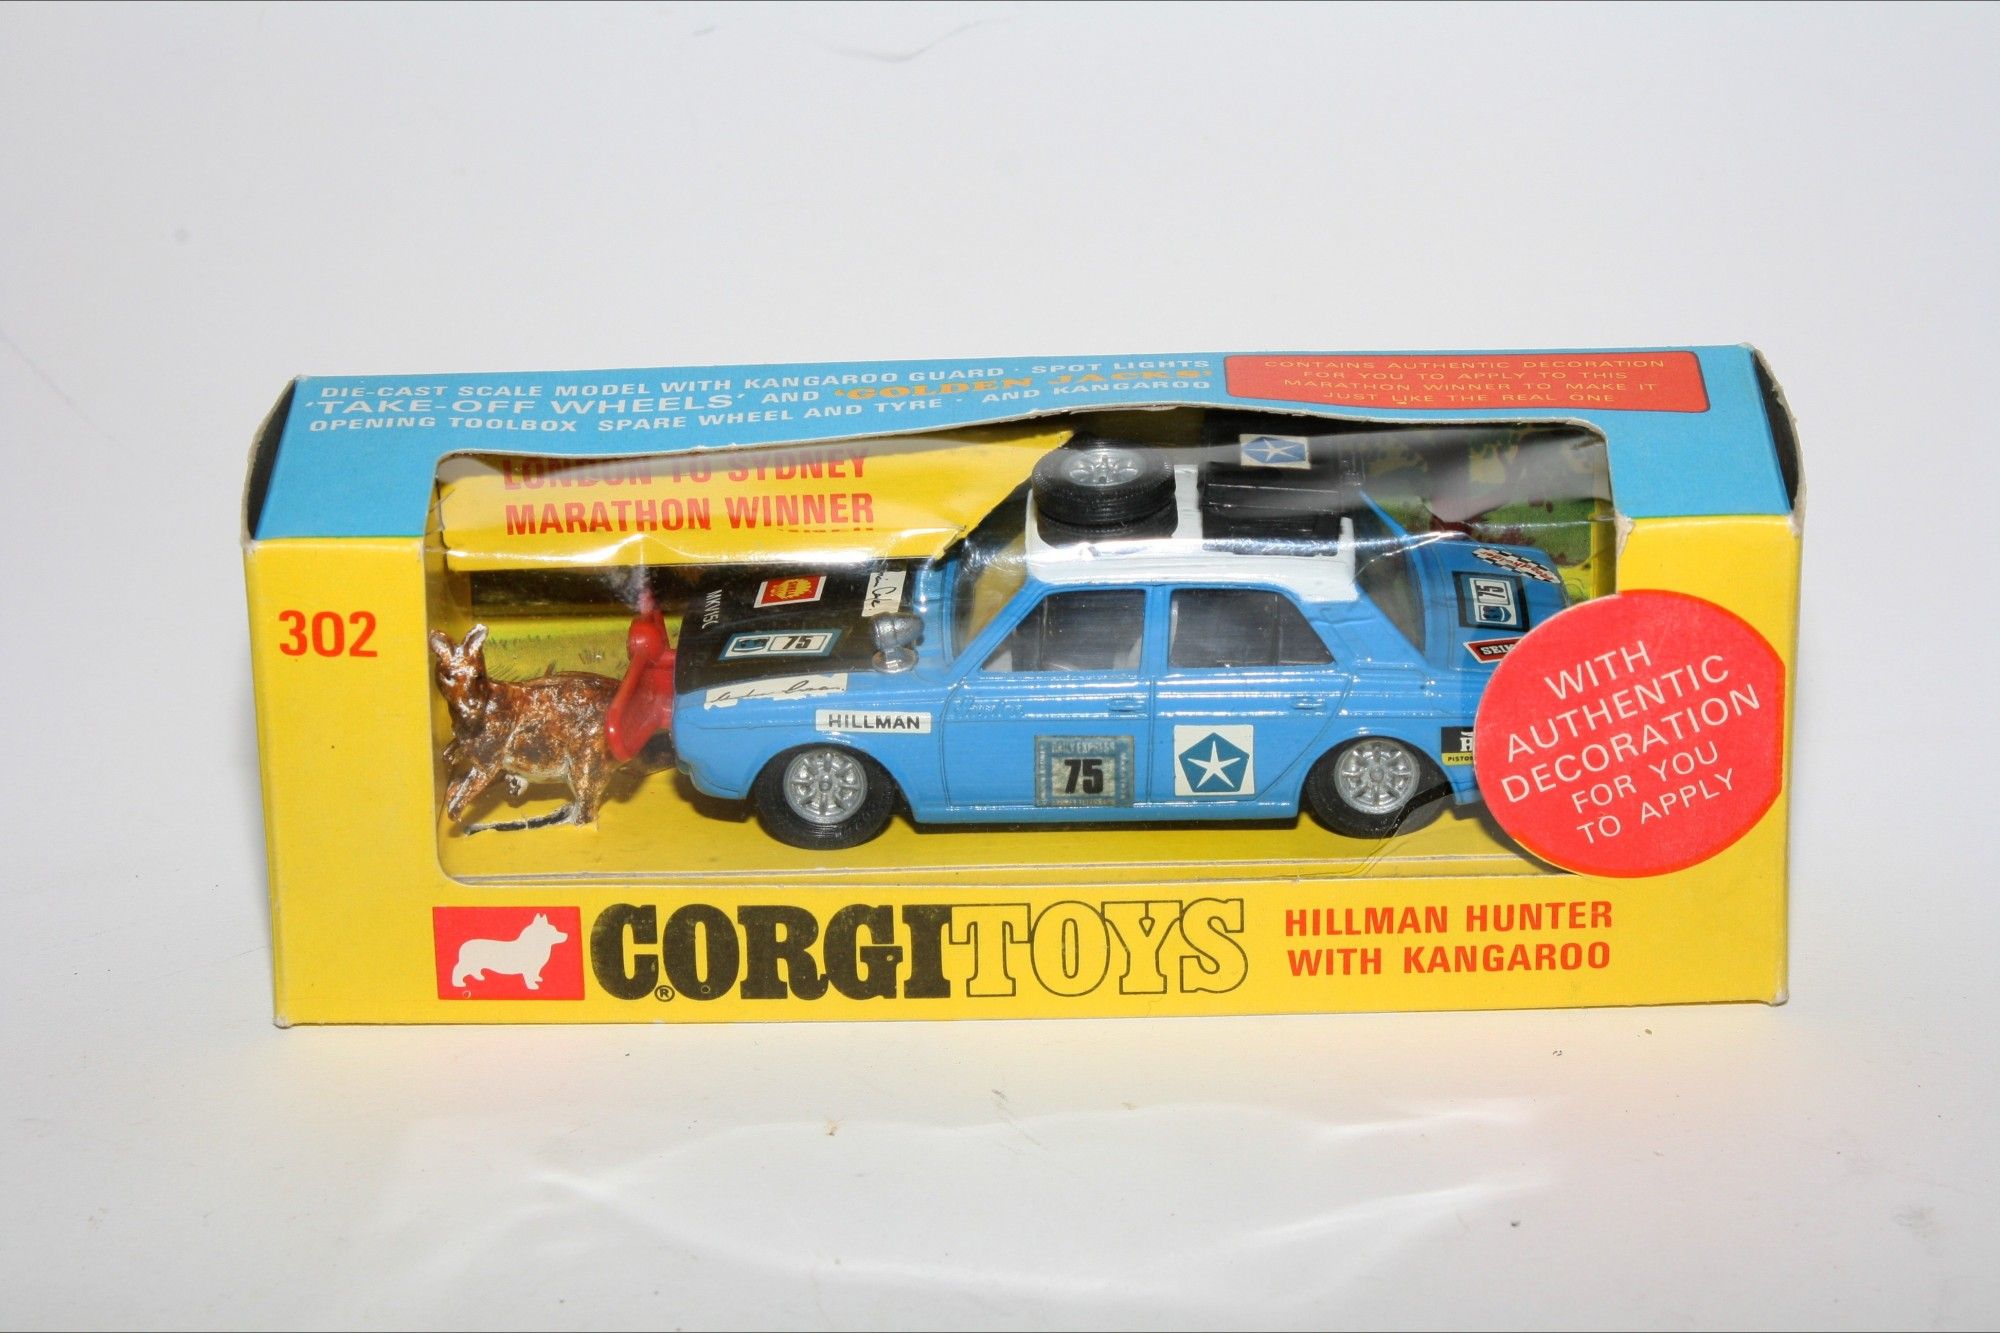 DIE-CAST SCALE MODEL WITH KANGAROO GUARD · SPOT LIGHTS
'TAKE-OFF WHEELS' AND 'GOLDEN JACKS'
OPENING TOOLBOX SPARE WHEEL AND TYRE · AND KANGAROO
CONTAINS AUTHENTIC DECORATION
FOR YOU TO APPLY TO THIS
MARATHON WINNER TO MAKE IT
JUST LIKE THE REAL ONE
LONDON TO SYDNEY
MARATHON WINNER
302
75
75
HILLMAN
DAILY EXPRESS
75
WITH
AUTHENTIC
DECORATION
FOR YOU
TO APPLY
CORGI TOYS
®
HILLMAN HUNTER
WITH KANGAROO